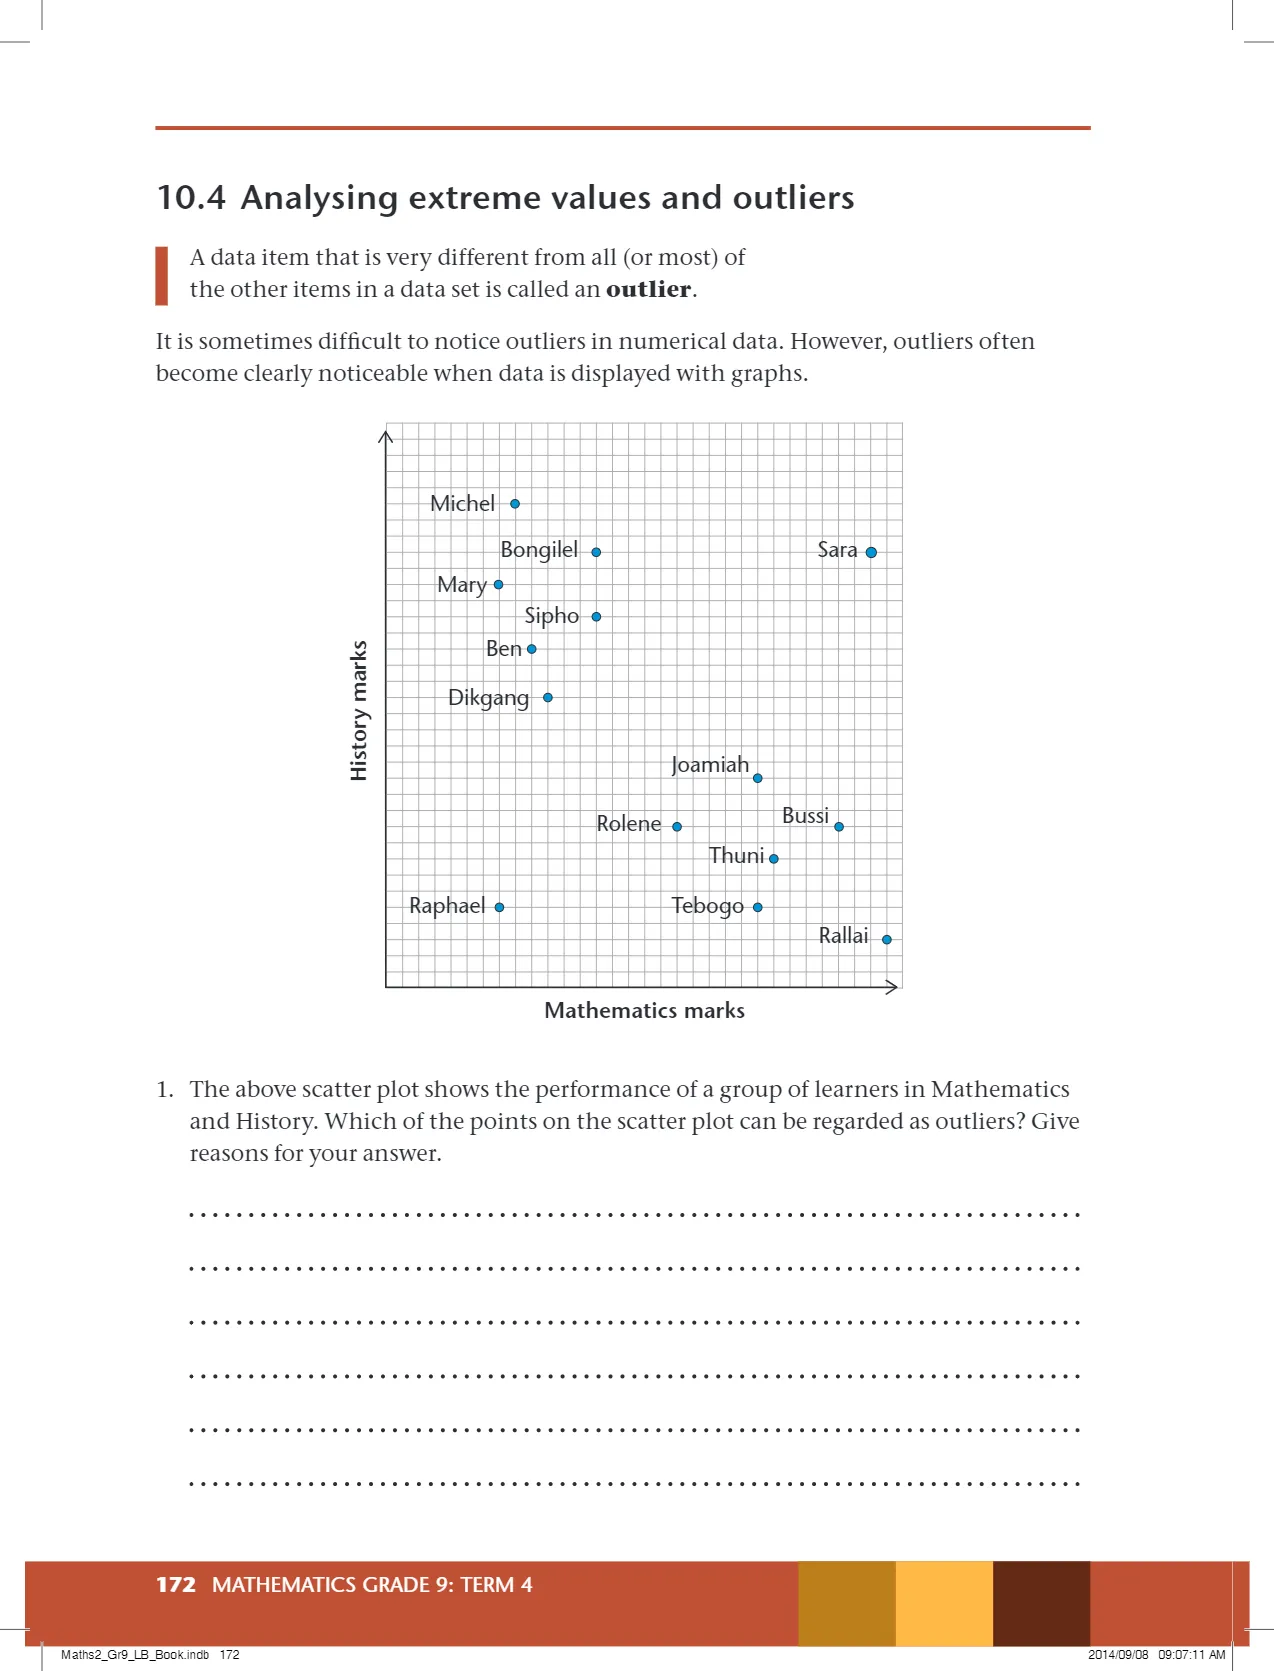 10.4 Analysing extreme values and outliers
A data item that is very different from all (or most) of
the other items in a data set is called an outlier.
It is sometimes difficult to notice outliers in numerical data. However, outliers often
become clearly noticeable when data is displayed with graphs.
Michel
Bongilel
Sara
Mary
Sipho
Ben
Dikgang
History marks
Joamiah
Bussi
Rolene
Thuni
Raphael
Tebogo
Rallai
Mathematics marks
1. The above scatter plot shows the performance of a group of learners in Mathematics
and History. Which of the points on the scatter plot can be regarded as outliers? Give
reasons for your answer.
172 MATHEMATICS GRADE 9: TERM 4
Maths2_Gr9_LB_Book.indb 172
2014/09/08 09:07:11 AM